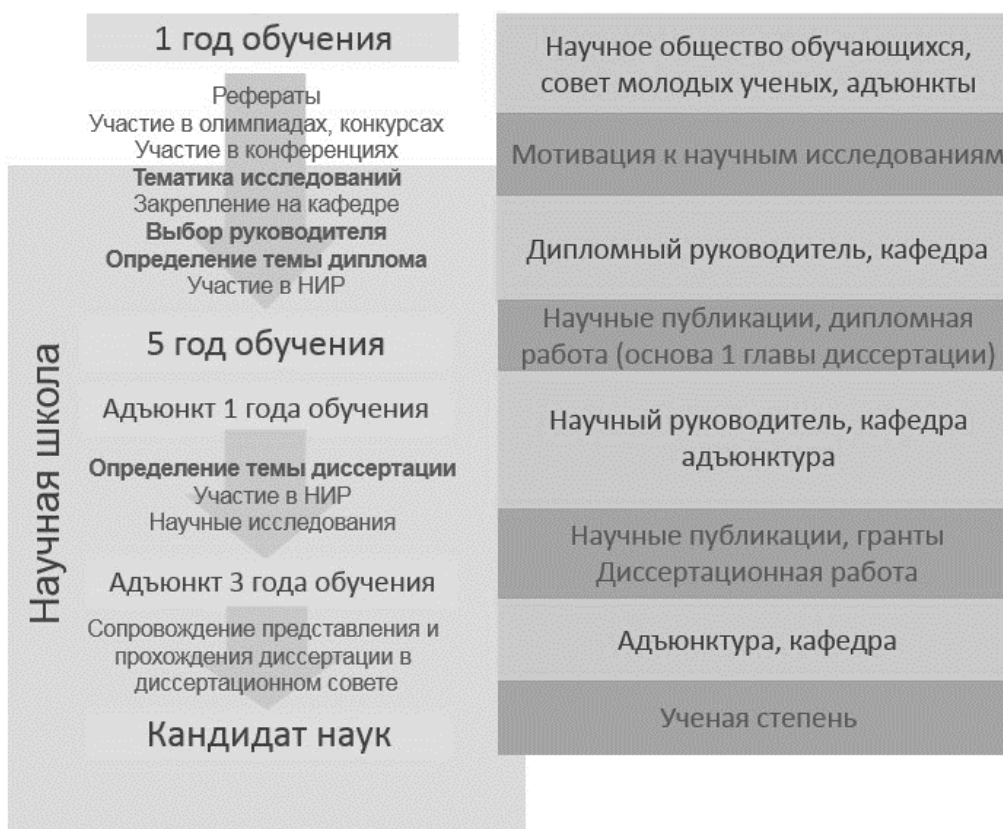 1 год обучения
Рефераты
Участие в олимпиадах, конкурсах
Участие в конференциях
Тематика исследований
Закрепление на кафедре
Выбор руководителя
Определение темы диплома
Участие в НИР
5 год обучения
Адъюнкт 1 года обучения
Определение темы диссертации
Участие в НИР
Научные исследования
Адъюнкт 3 года обучения
Сопровождение представления и
прохождения диссертации в
диссертационном совете
Кандидат наук
Научная школа
Научное общество обучающихся,
совет молодых ученых, адъюнкты
Мотивация к научным исследованиям
Дипломный руководитель, кафедра
Научные публикации, дипломная
работа (основа 1 главы диссертации)
Научный руководитель, кафедра
адъюнктура
Научные публикации, гранты
Диссертационная работа
Адъюнктура, кафедра
Ученая степень